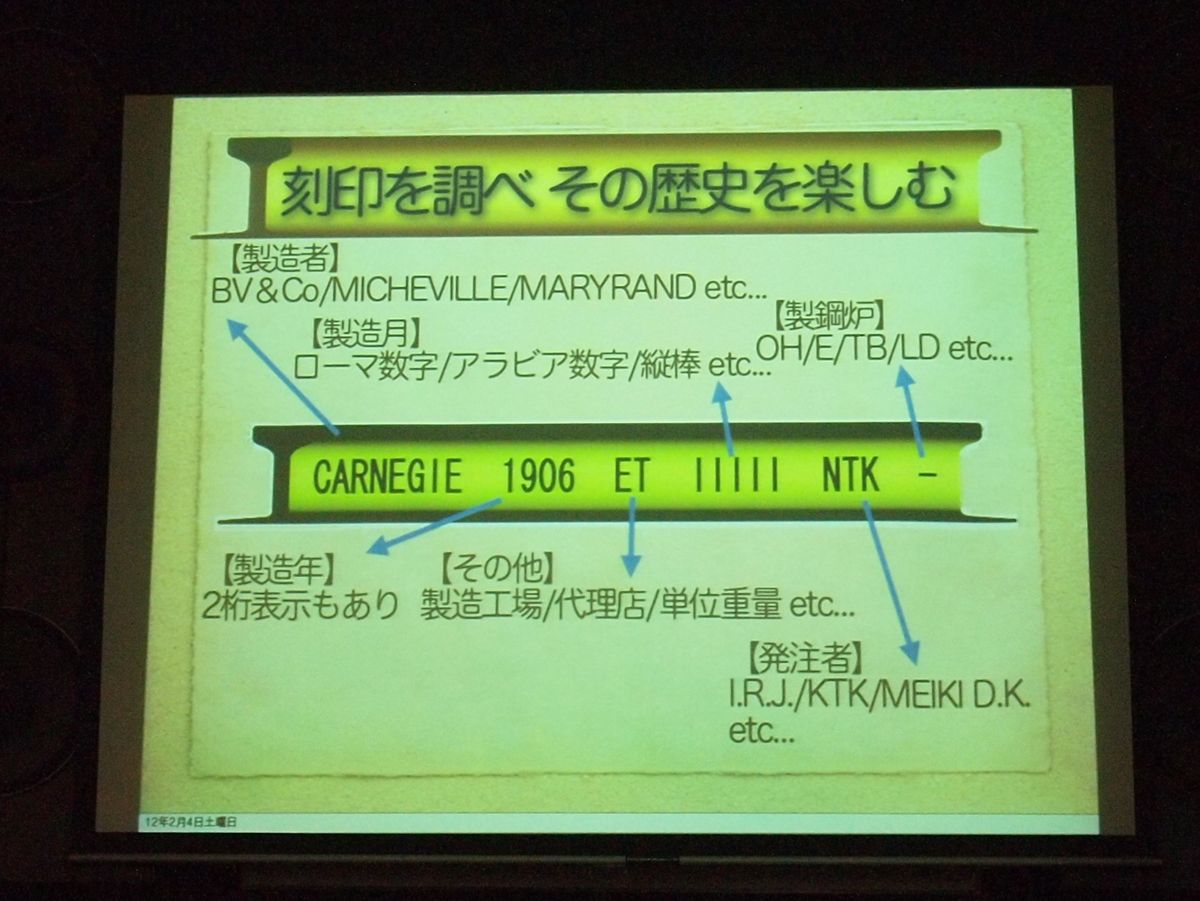 刻印を調べ その歴史を楽しむ
【製造者】
BV＆Co/MICHEVILLE/MARYRAND etc...
【製造月】
ローマ数字/アラビア数字/縦棒 etc...
【製鋼炉】
OH/E/TB/LD etc...
CARNEGIE 1906 ET IIIII NTK -
【製造年】
2桁表示もあり
【その他】
製造工場/代理店/単位重量 etc...
【発注者】
I.R.J./KTK/MEIKI D.K.
etc...
12年2月4日土曜日